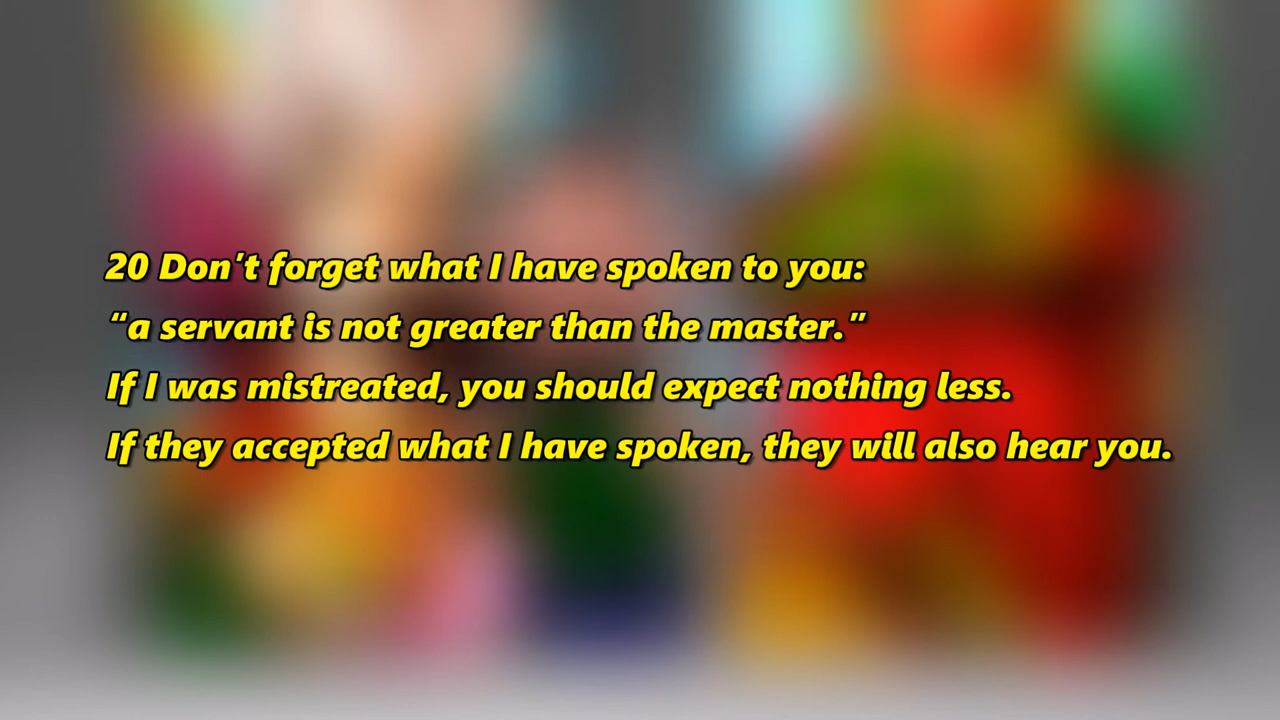 20 Don't forget what I have spoken to you:
“a servant is not greater than the master.”
If I was mistreated, you should expect nothing less.
If they accepted what I have spoken, they will also hear you.